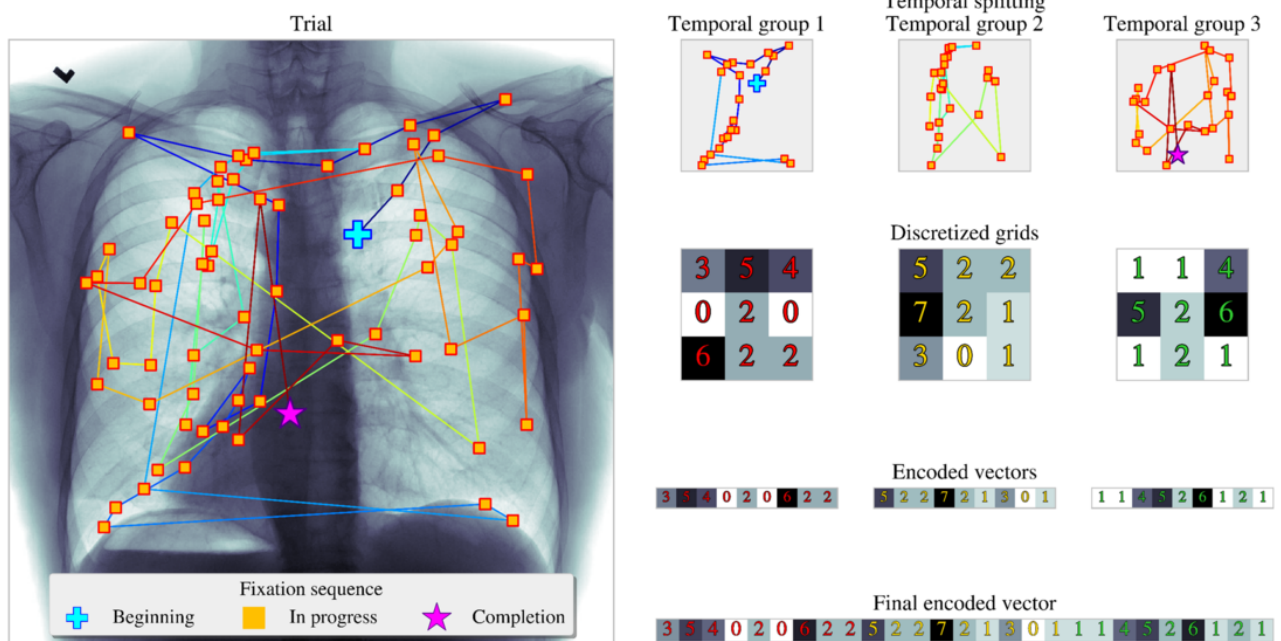 Trial
Fixation sequence
Beginning
In progress
Completion
Temporal splitting
Temporal group 1
Temporal group 2
Temporal group 3
Discretized grids
3 5 4
0 2 0
6 2 2
5 2 2
7 2 1
3 0 1
1 1 4
5 2 6
1 2 1
Encoded vectors
3 5 4 0 2 0 6 2 2
5 2 2 7 2 1 3 0 1
1 1 4 5 2 6 1 2 1
Final encoded vector
3 5 4 0 2 0 6 2 2 5 2 2 7 2 1 3 0 1 1 1 4 5 2 6 1 2 1